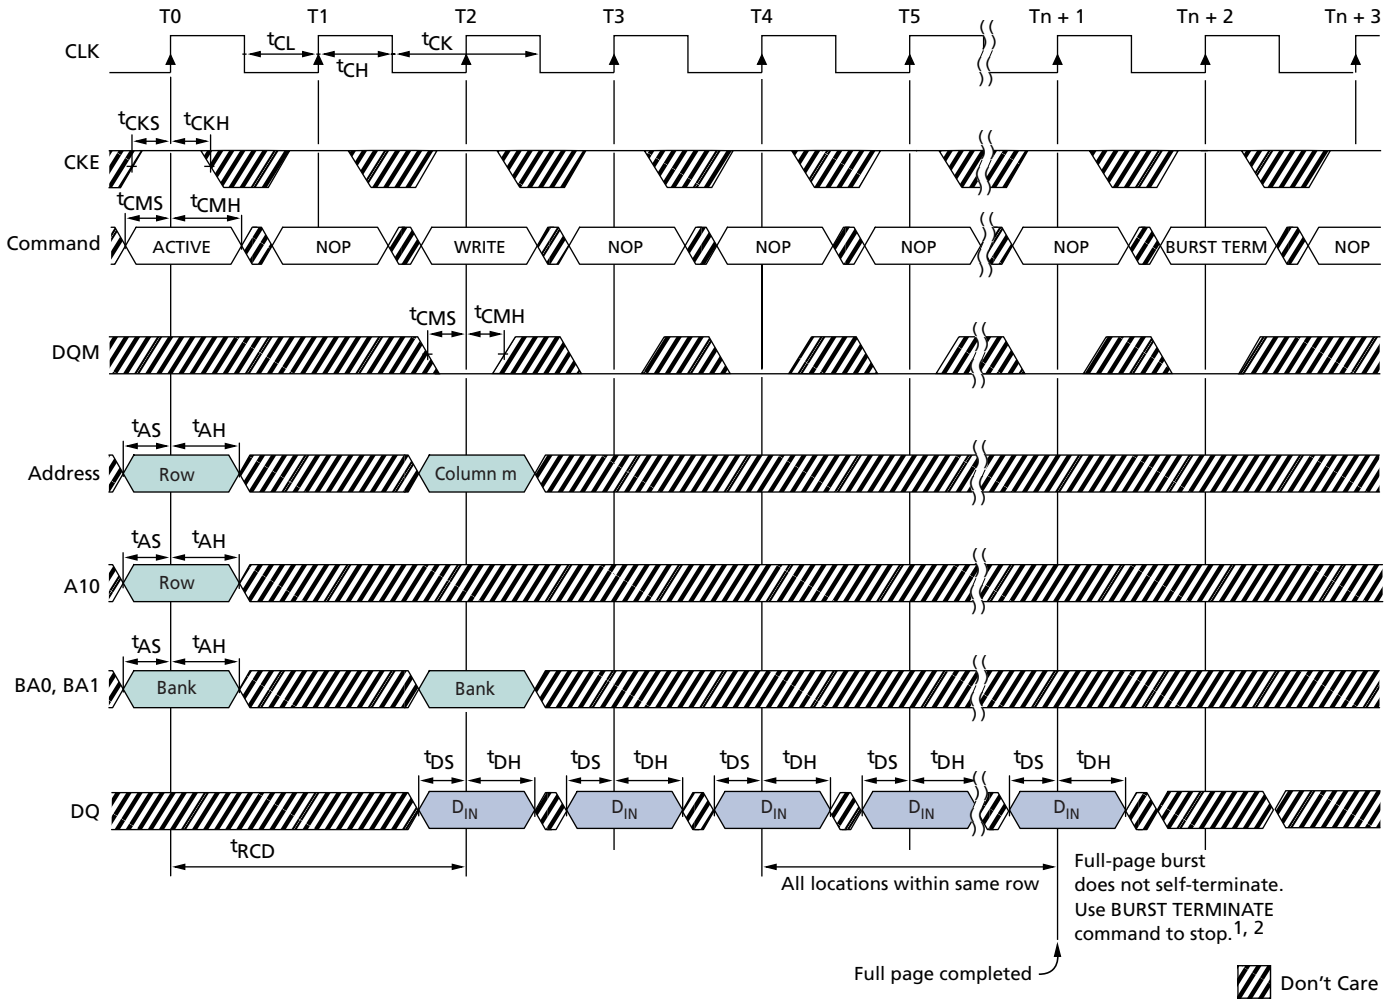 T0 T1 T2 T3 T4 T5 Tn + 1 Tn + 2 Tn + 3
CLK tCL tCH tCK
tCKS tCKH
CKE
tCMS tCMH
Command ACTIVE NOP WRITE NOP NOP NOP NOP BURST TERM NOP
tCMS tCMH
DQM
tAS tAH
Address Row Column m
tAS tAH
A10 Row
tAS tAH
BA0, BA1 Bank Bank
tDS tDH tDS tDH tDS tDH tDS tDH tDS tDH
DQ DIN DIN DIN DIN DIN
tRCD
All locations within same row
Full-page burst
does not self-terminate.
Use BURST TERMINATE
command to stop.1, 2
Full page completed
Don't Care